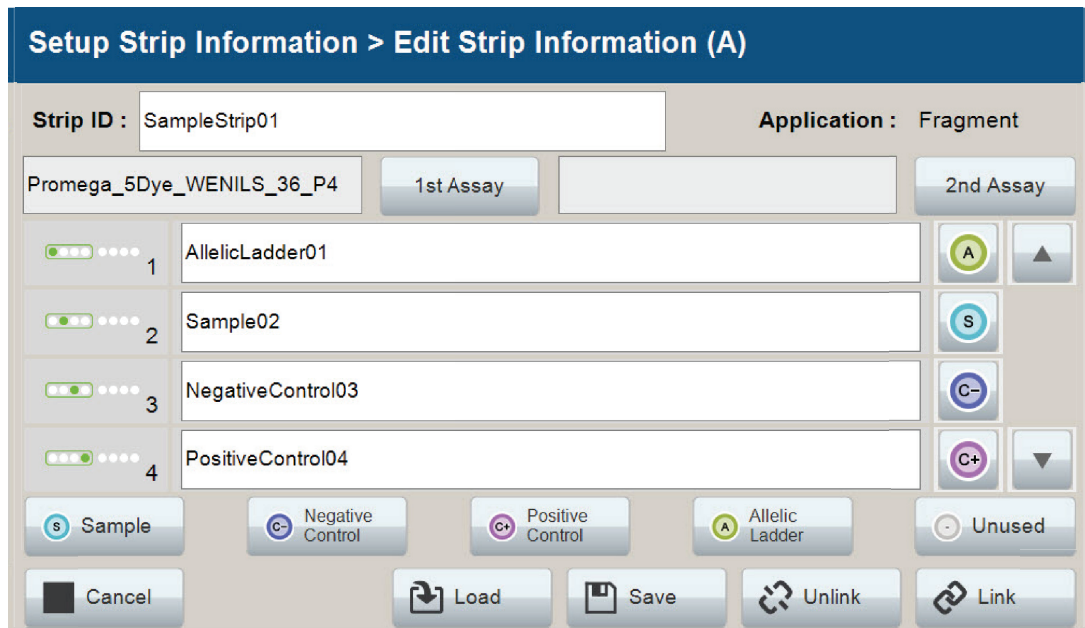 Setup Strip Information > Edit Strip Information (A)
Strip ID : SampleStrip01 Application : Fragment
Promega_5Dye_WENILS_36_P4 1st Assay 2nd Assay
1 AllelicLadder01 A
2 Sample02 S
3 NegativeControl03 C-
4 PositiveControl04 C+
S Sample C- Negative Control C+ Positive Control A Allelic Ladder - Unused
Cancel Load Save Unlink Link